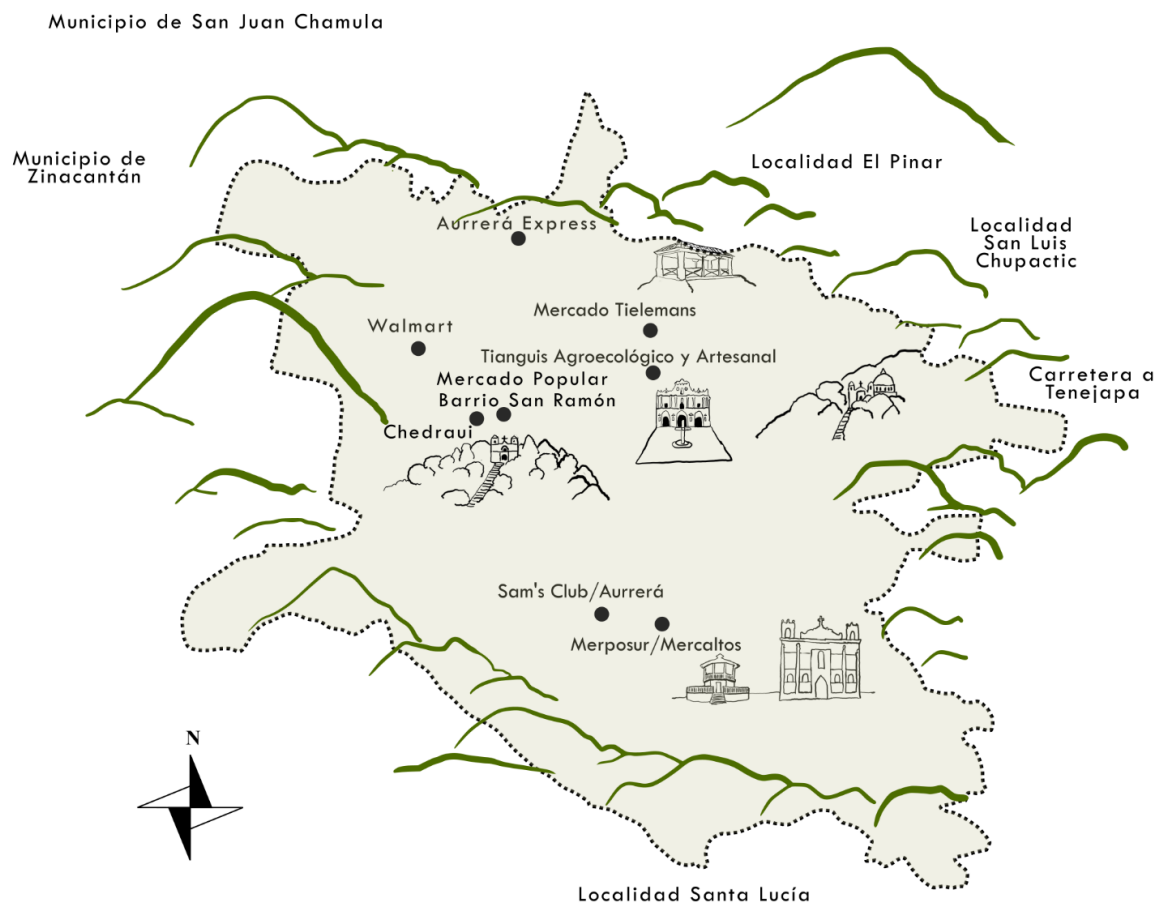 Municipio de San Juan Chamula
Municipio de
Zinacantán
Localidad El Pinar
Localidad
San Luis
Chupactic
Aurrerá Express
Mercado Tielemans
Walmart
Tianguis Agroecológico y Artesanal
Mercado Popular
Barrio San Ramón
Carretera a
Tenejapa
Chedraui
Sam's Club/Aurrerá
Merposur/Mercaltos
N
Localidad Santa Lucía